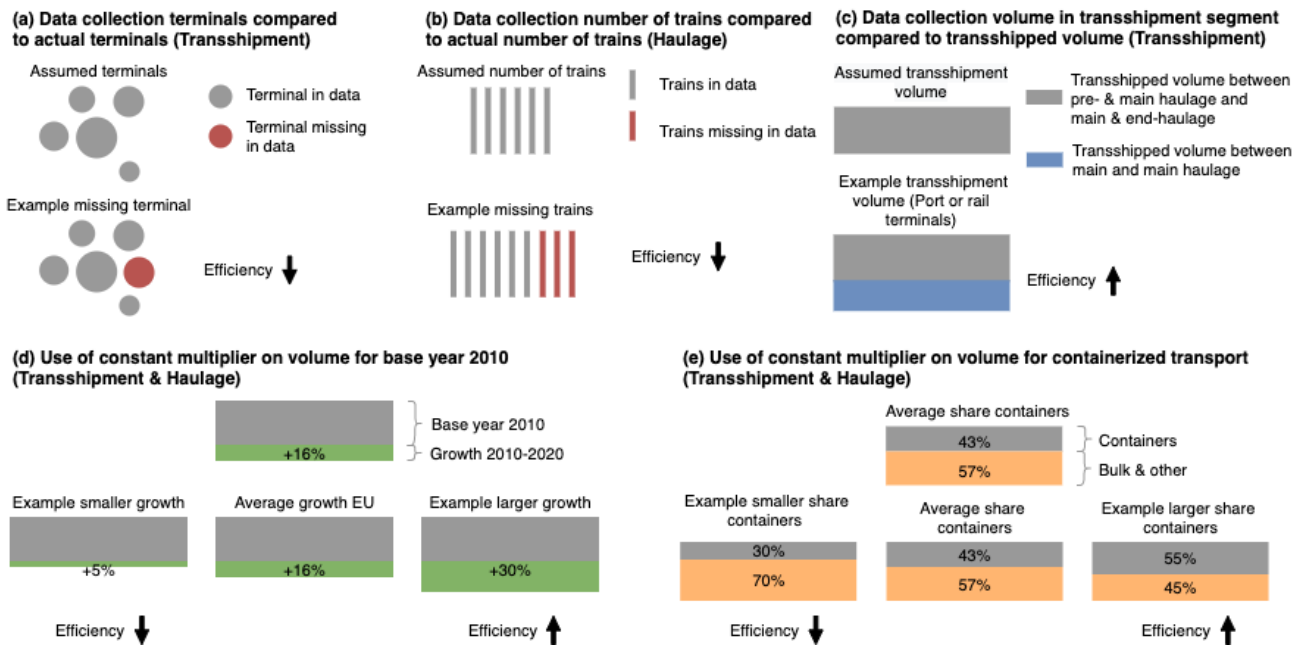 (a) Data collection terminals compared
to actual terminals (Transshipment)
Assumed terminals
Terminal in data
Terminal missing
in data
Example missing terminal
Efficiency
(b) Data collection number of trains compared
to actual number of trains (Haulage)
Assumed number of trains
Trains in data
Trains missing in data
Example missing trains
Efficiency
(c) Data collection volume in transshipment segment
compared to transshipped volume (Transshipment)
Assumed transshipment
volume
Transshipped volume between
pre- & main haulage and
main & end-haulage
Transshipped volume between
main and main haulage
Example transshipment
volume (Port or rail
terminals)
Efficiency
(d) Use of constant multiplier on volume for base year 2010
(Transshipment & Haulage)
Base year 2010
+16%
Growth 2010-2020
Example smaller growth
Average growth EU
Example larger growth
+5%
+16%
+30%
Efficiency
Efficiency
(e) Use of constant multiplier on volume for containerized transport
(Transshipment & Haulage)
Average share containers
43%
Containers
57%
Bulk & other
Example smaller share
containers
Average share
containers
Example larger share
containers
30%
43%
55%
70%
57%
45%
Efficiency
Efficiency